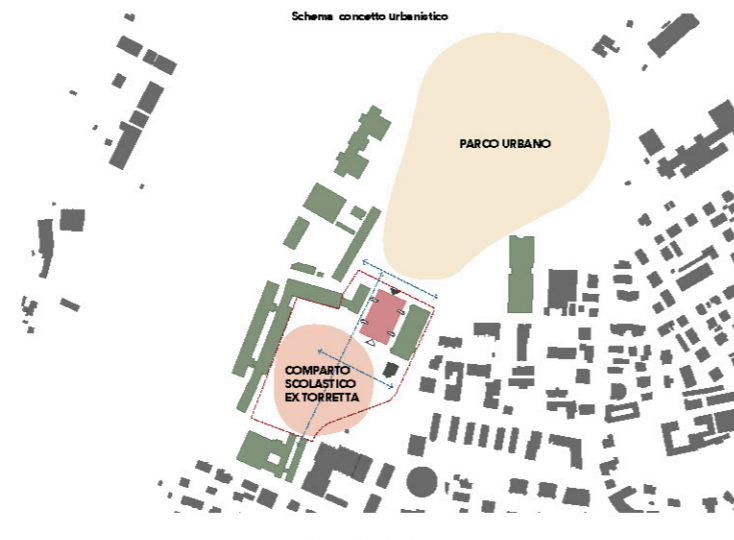 Schema concetto urbanistico
PARCO URBANO
COMPARTO
SCOLASTICO
EX TORRETTA